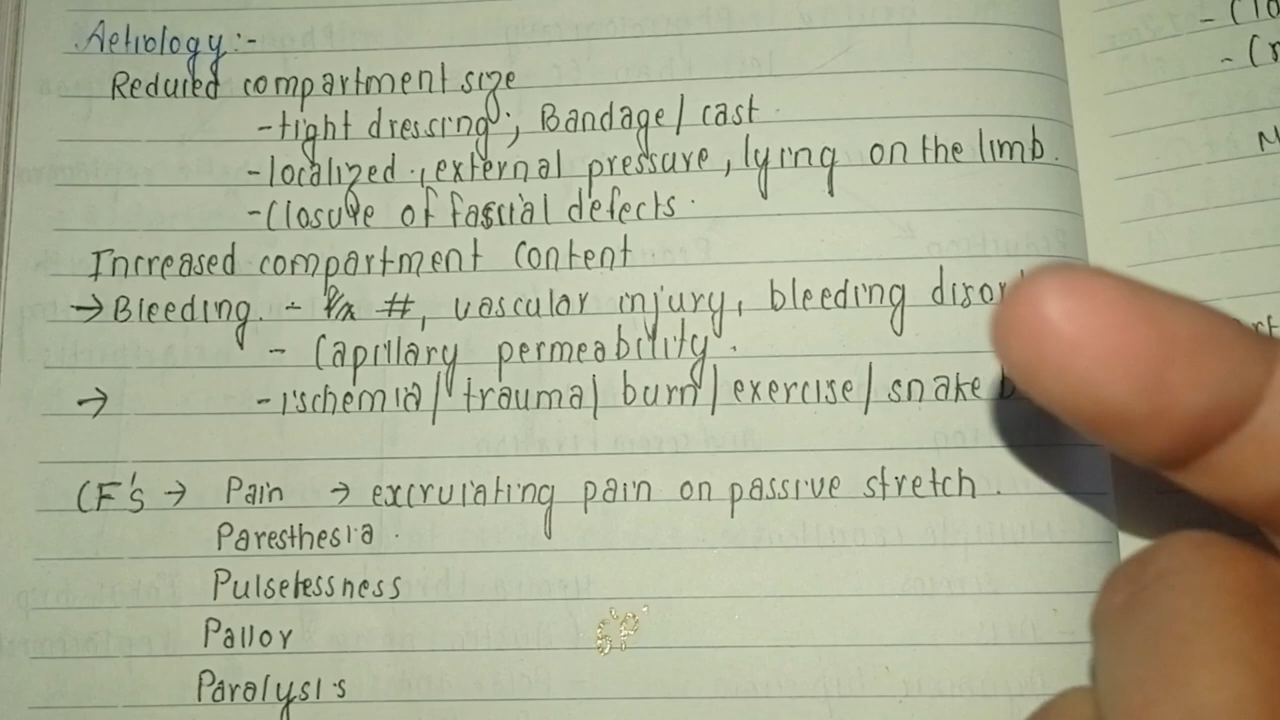 Aetiology:-
Reduced compartment size
-tight dressing; Bandage/ cast
-localized, external pressure, lying on the limb.
-Closure of fascial defects.
Increased compartment content
→ Bleeding. - #, vascular injury, bleeding
- Capillary permeability.
→ -ischemia/ trauma/ burn/ exercise/ snake
CF's → Pain → excruiating pain on passive stretch.
Paresthesia.
Pulselessness
Pallor
Paralysis